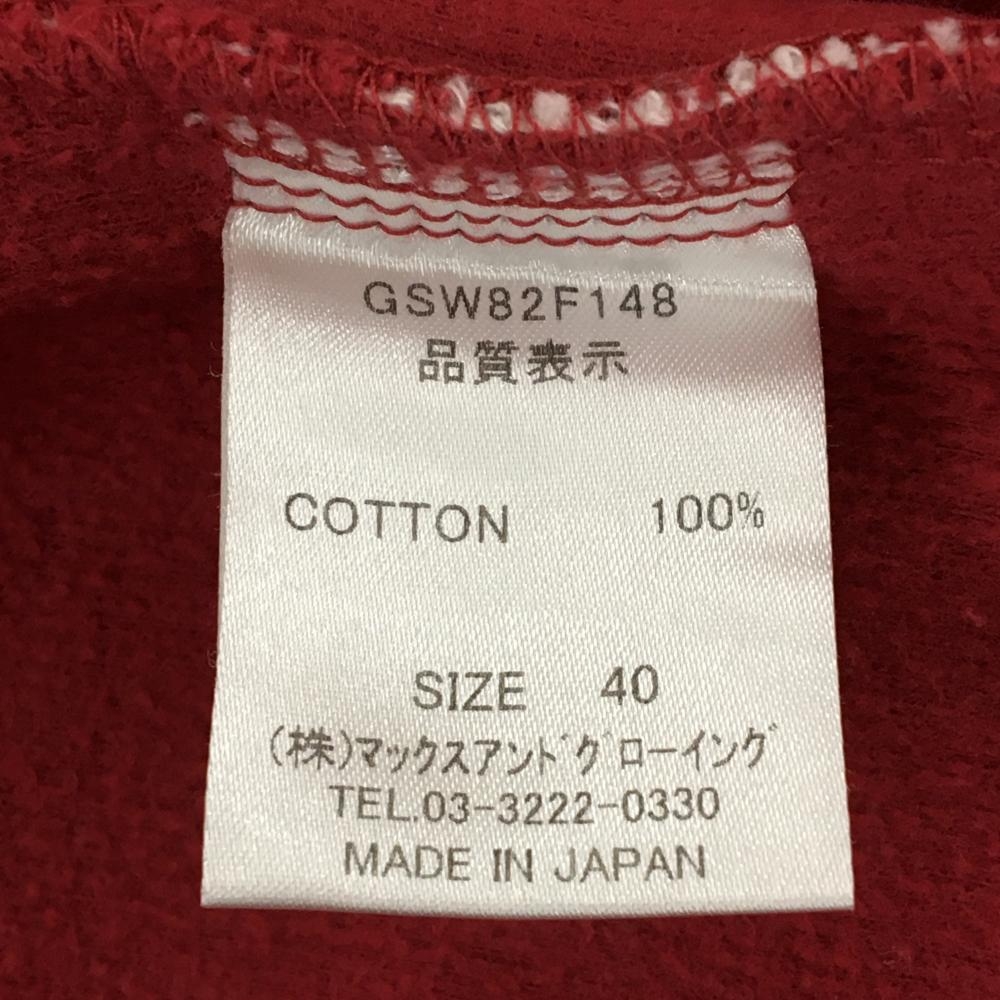 GSW82F148
品質表示
COTTON 100%
SIZE 40
(株)マックスアンドグローイング
TEL.03-3222-0330
MADE IN JAPAN